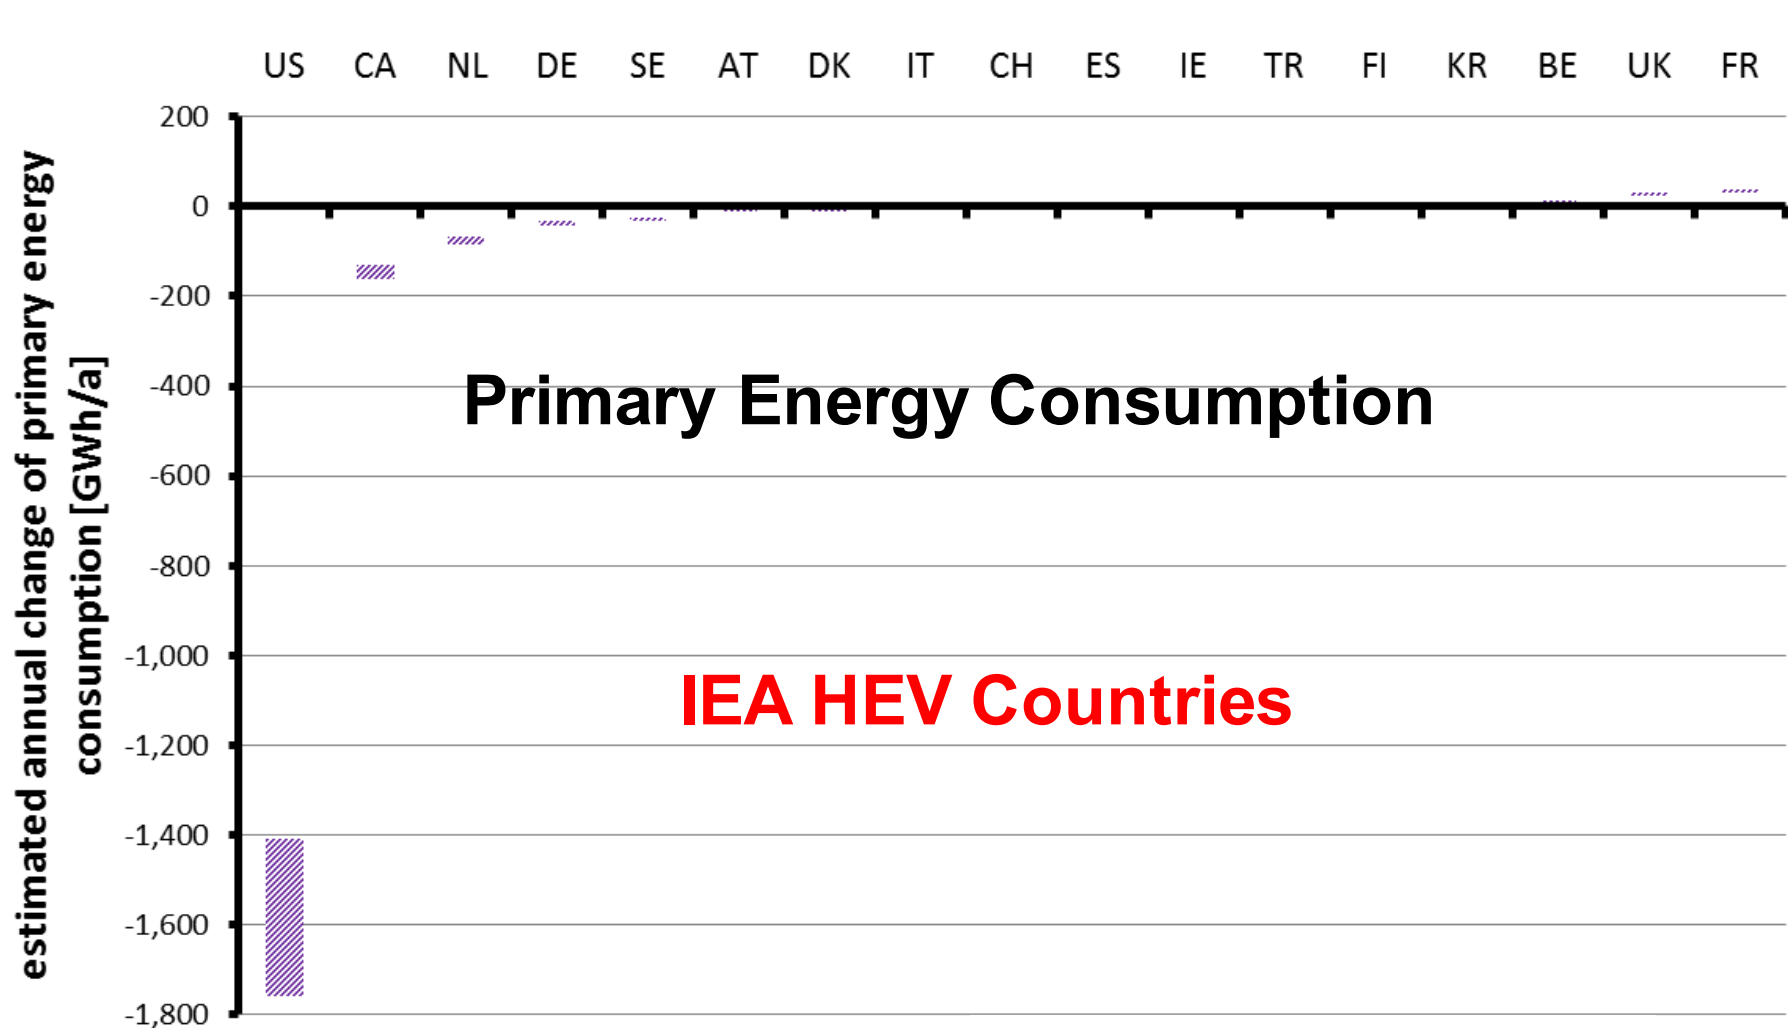 US CA NL DE SE AT DK IT CH ES IE TR FI KR BE UK FR
200
0
-200
-400
-600
-800
-1,000
-1,200
-1,400
-1,600
-1,800
estimated annual change of primary energy
consumption [GWh/a]
Primary Energy Consumption
IEA HEV Countries